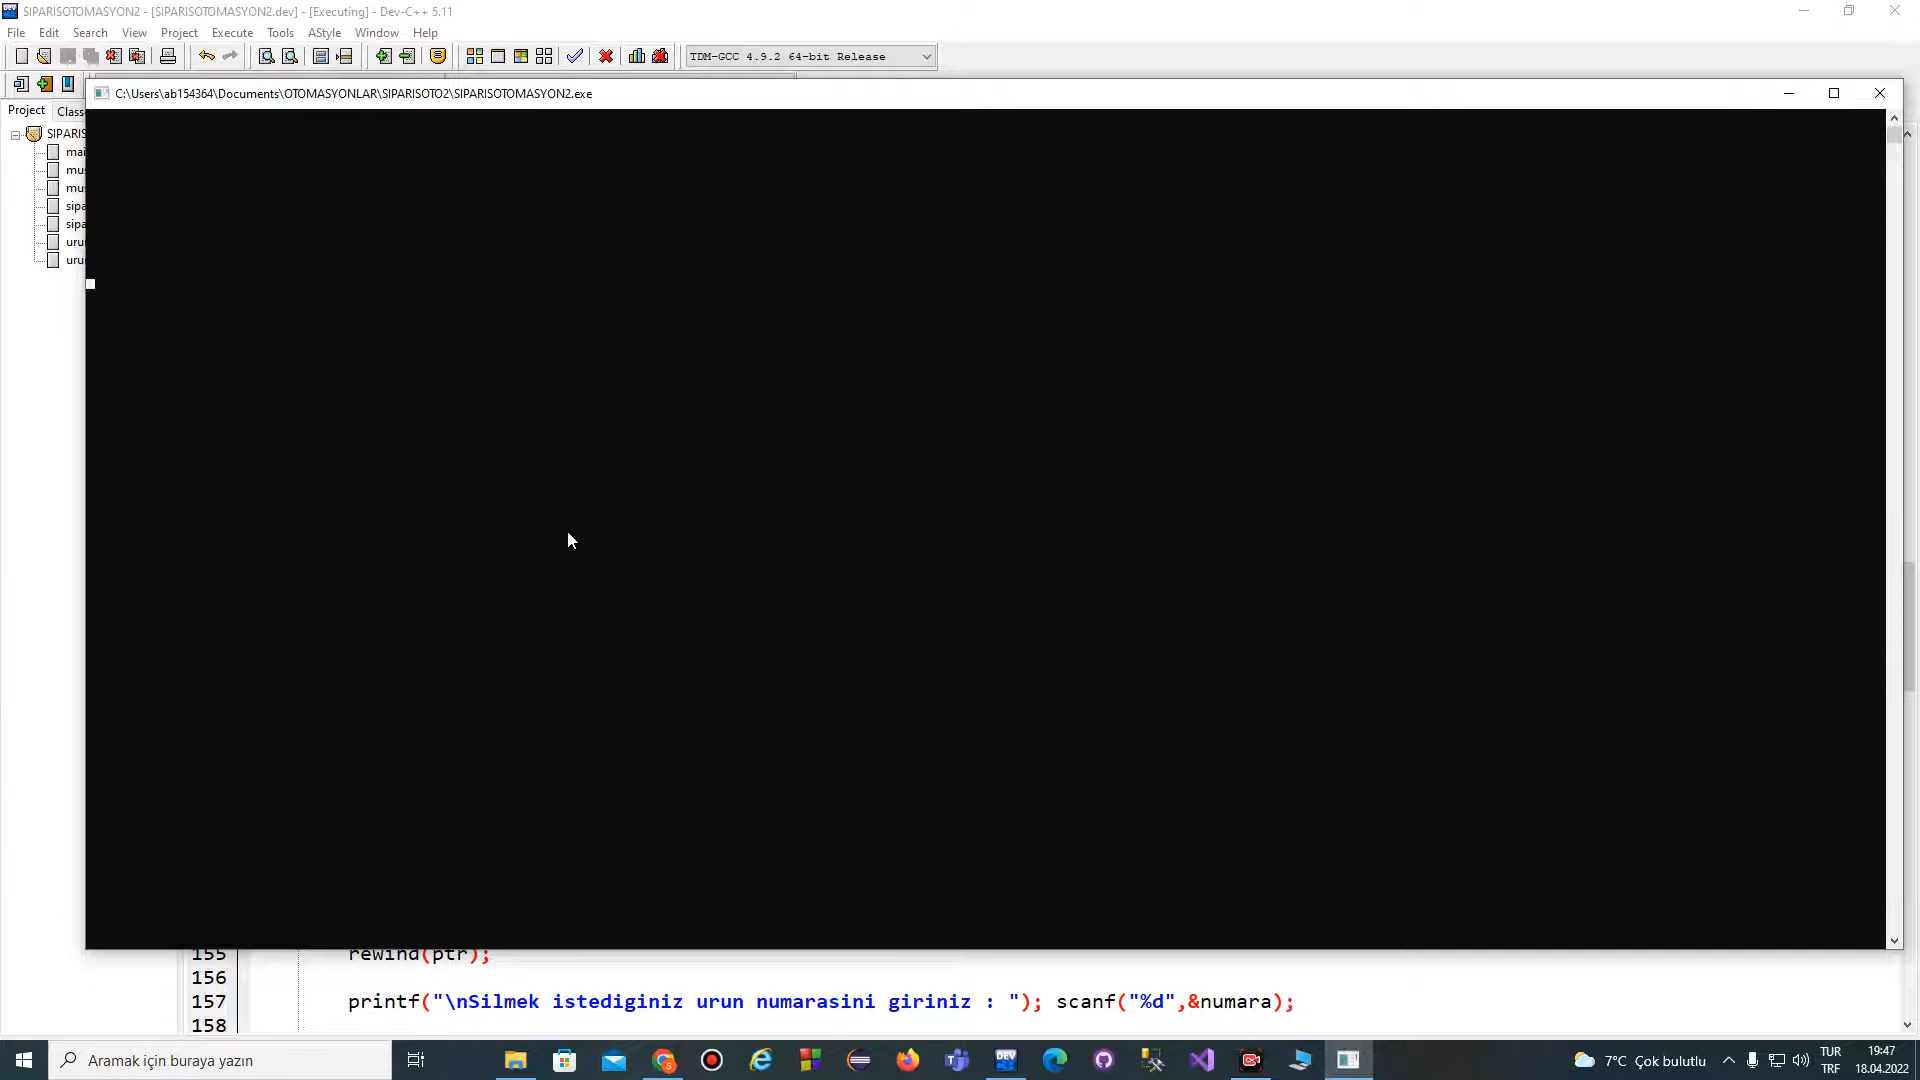 SIPARISOTOMASYON2 - [SIPARISOTOMASYON2.dev] - [Executing] - Dev-C++ 5.11
File Edit Search View Project Execute Tools AStyle Window Help
TDM-GCC 4.9.2 64-bit Release
C:\Users\ab154364\Documents\OTOMASYONLAR\SIPARISOTO2\SIPARISOTOMASYON2.exe
Project Class
SIPARIS
mai
mus
mus
sipa
sipa
uru
uru
155 rewind(ptr);
156
157 printf("\nSilmek istediginiz urun numarasini giriniz : "); scanf("%d",&numara);
158
Aramak için buraya yazın
7°C Çok bulutlu
TUR
TRF
19:47
18.04.2022